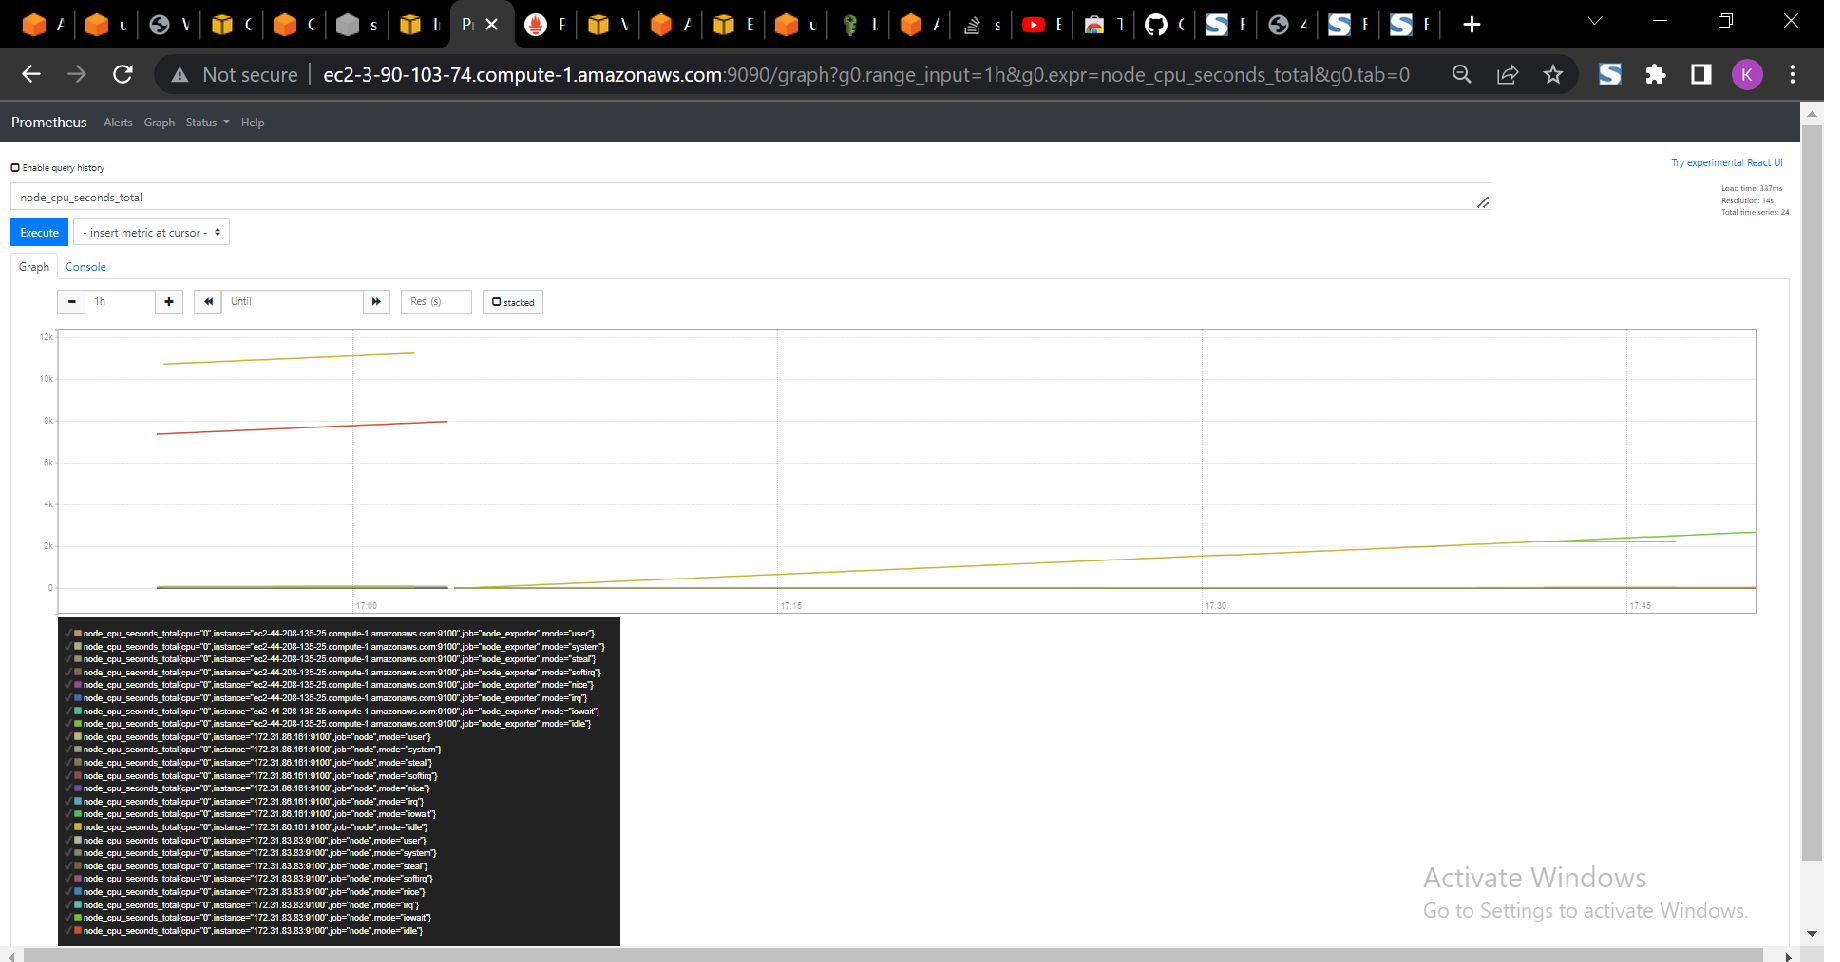 A u V C C s I P P V A E u I A s E T C F 4 F F
Not secure ec2-3-90-103-74.compute-1.amazonaws.com:9090/graph?g0.range_input=1h&g0.expr=node_cpu_seconds_total&g0.tab=0 K
Prometheus Alerts Graph Status Help
Enable query history
Try experimental React UI
node_cpu_seconds_total
Load time: 337ms
Resolution: 14s
Total time series: 24
Execute - insert metric at cursor -
Graph Console
1h Until Res (s) stacked
12k
10k
8k
6k
4k
2k
0
17:00 17:15 17:30 17:45
node_cpu_seconds_total{cpu="0",instance="ec2-44-208-135-25.compute-1.amazonaws.com:9100",job="node_exporter",mode="user"}
node_cpu_seconds_total{cpu="0",instance="ec2-44-208-135-25.compute-1.amazonaws.com:9100",job="node_exporter",mode="system"}
node_cpu_seconds_total{cpu="0",instance="ec2-44-208-135-25.compute-1.amazonaws.com:9100",job="node_exporter",mode="steal"}
node_cpu_seconds_total{cpu="0",instance="ec2-44-208-135-25.compute-1.amazonaws.com:9100",job="node_exporter",mode="softirq"}
node_cpu_seconds_total{cpu="0",instance="ec2-44-208-135-25.compute-1.amazonaws.com:9100",job="node_exporter",mode="nice"}
node_cpu_seconds_total{cpu="0",instance="ec2-44-208-135-25.compute-1.amazonaws.com:9100",job="node_exporter",mode="irq"}
node_cpu_seconds_total{cpu="0",instance="ec2-44-208-135-25.compute-1.amazonaws.com:9100",job="node_exporter",mode="iowait"}
node_cpu_seconds_total{cpu="0",instance="ec2-44-208-135-25.compute-1.amazonaws.com:9100",job="node_exporter",mode="idle"}
node_cpu_seconds_total{cpu="0",instance="172.31.86.161:9100",job="node",mode="user"}
node_cpu_seconds_total{cpu="0",instance="172.31.86.161:9100",job="node",mode="system"}
node_cpu_seconds_total{cpu="0",instance="172.31.86.161:9100",job="node",mode="steal"}
node_cpu_seconds_total{cpu="0",instance="172.31.86.161:9100",job="node",mode="softirq"}
node_cpu_seconds_total{cpu="0",instance="172.31.86.161:9100",job="node",mode="nice"}
node_cpu_seconds_total{cpu="0",instance="172.31.86.161:9100",job="node",mode="irq"}
node_cpu_seconds_total{cpu="0",instance="172.31.86.161:9100",job="node",mode="iowait"}
node_cpu_seconds_total{cpu="0",instance="172.31.86.161:9100",job="node",mode="idle"}
node_cpu_seconds_total{cpu="0",instance="172.31.83.83:9100",job="node",mode="user"}
node_cpu_seconds_total{cpu="0",instance="172.31.83.83:9100",job="node",mode="system"}
node_cpu_seconds_total{cpu="0",instance="172.31.83.83:9100",job="node",mode="steal"}
node_cpu_seconds_total{cpu="0",instance="172.31.83.83:9100",job="node",mode="softirq"}
node_cpu_seconds_total{cpu="0",instance="172.31.83.83:9100",job="node",mode="nice"}
node_cpu_seconds_total{cpu="0",instance="172.31.83.83:9100",job="node",mode="irq"}
node_cpu_seconds_total{cpu="0",instance="172.31.83.83:9100",job="node",mode="iowait"}
node_cpu_seconds_total{cpu="0",instance="172.31.83.83:9100",job="node",mode="idle"}
Activate Windows
Go to Settings to activate Windows.